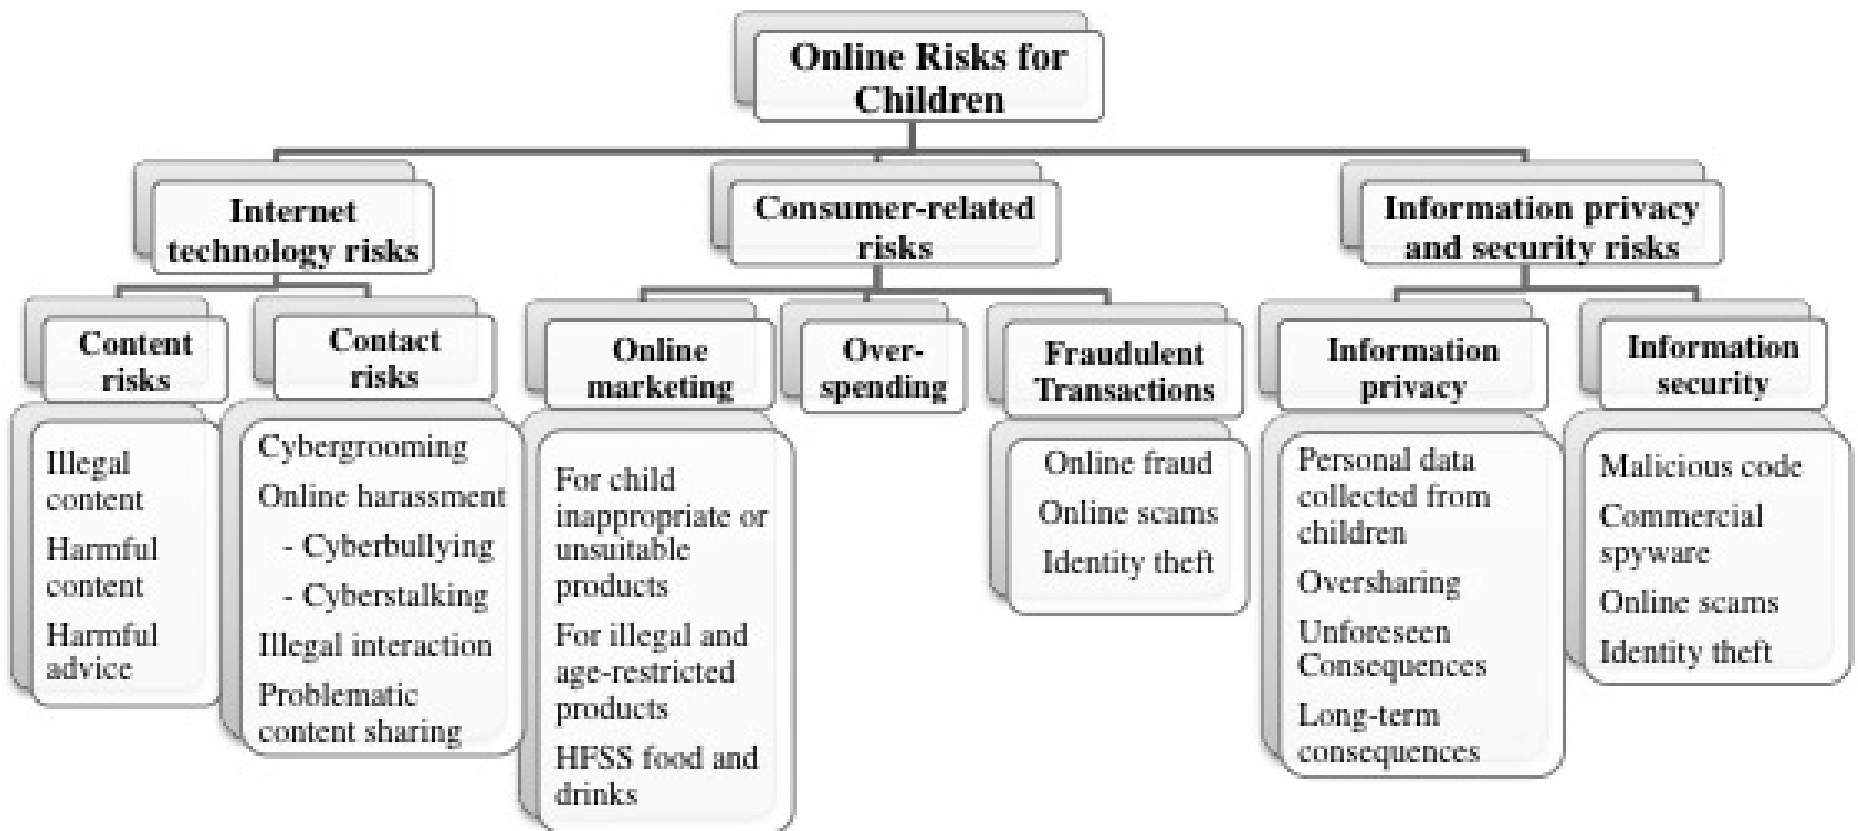 Online Risks for
Children
Internet
technology risks
Consumer-related
risks
Information privacy
and security risks
Content
risks
Contact
risks
Online
marketing
Over-
spending
Fraudulent
Transactions
Information
privacy
Information
security
Illegal
content
Harmful
content
Harmful
advice
Cybergrooming
Online harassment
- Cyberbullying
- Cyberstalking
Illegal interaction
Problematic
content sharing
For child
inappropriate or
unsuitable
products
For illegal and
age-restricted
products
HFSS food and
drinks
Online fraud
Online scams
Identity theft
Personal data
collected from
children
Oversharing
Unforeseen
Consequences
Long-term
consequences
Malicious code
Commercial
spyware
Online scams
Identity theft